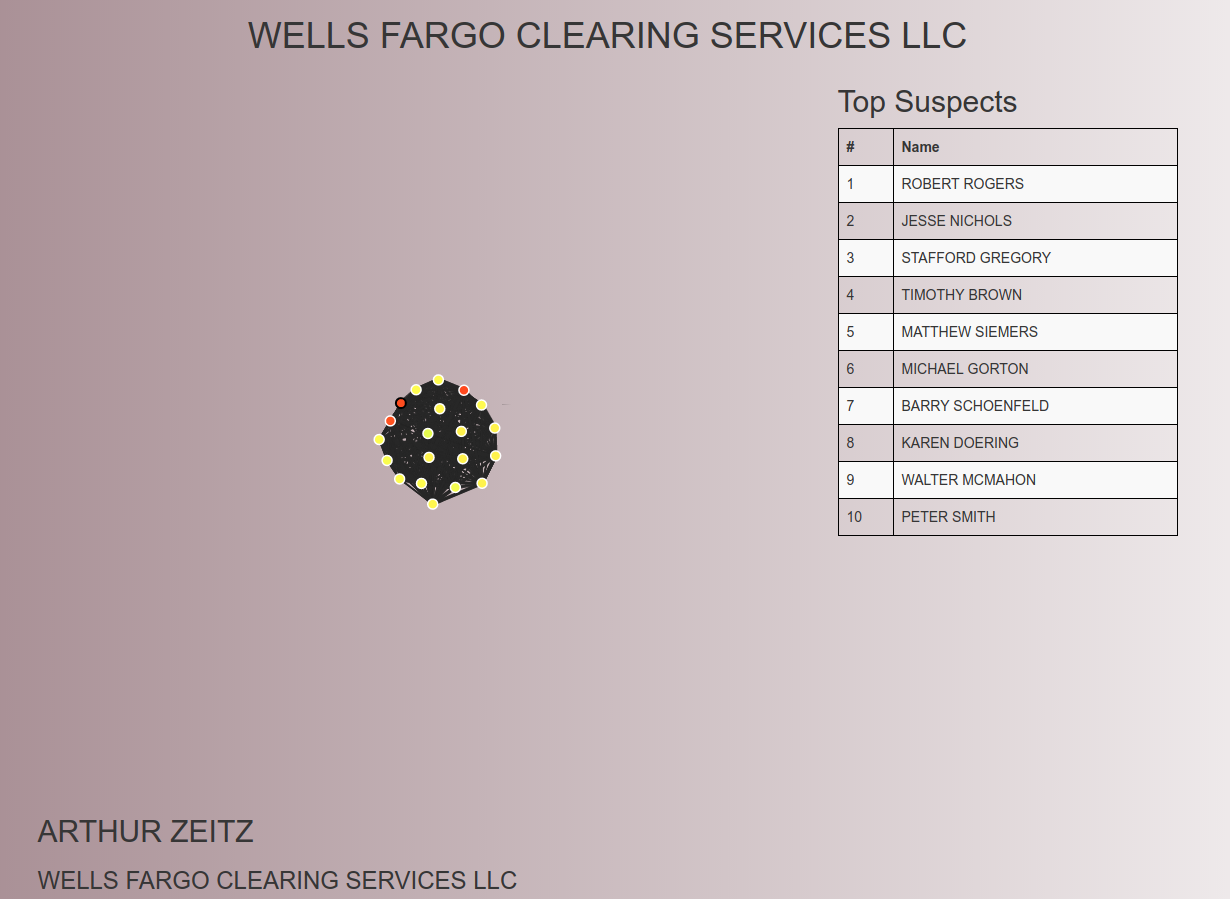 WELLS FARGO CLEARING SERVICES LLC
Top Suspects
# Name
1 ROBERT ROGERS
2 JESSE NICHOLS
3 STAFFORD GREGORY
4 TIMOTHY BROWN
5 MATTHEW SIEMERS
6 MICHAEL GORTON
7 BARRY SCHOENFELD
8 KAREN DOERING
9 WALTER MCMAHON
10 PETER SMITH
ARTHUR ZEITZ
WELLS FARGO CLEARING SERVICES LLC